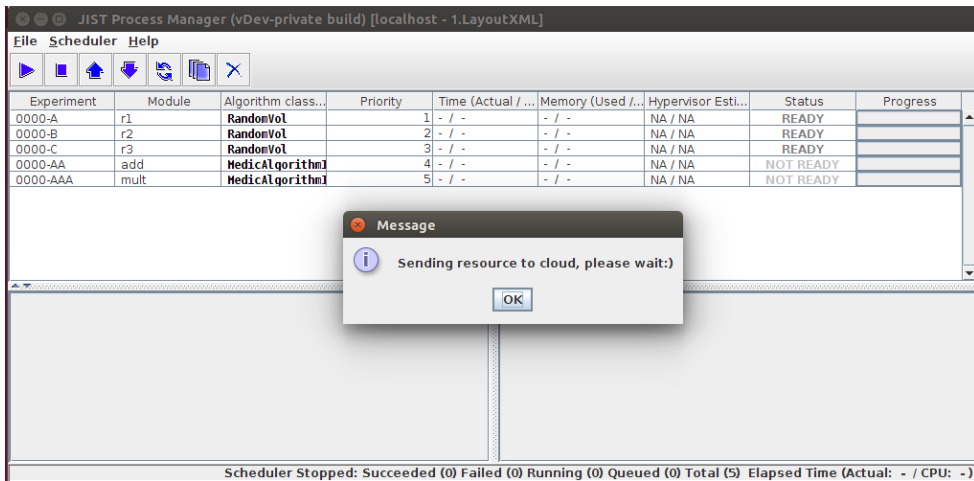 JIST Process Manager (vDev-private build) [localhost - 1.LayoutXML]
File Scheduler Help
Experiment Module Algorithm class... Priority Time (Actual / ... Memory (Used /... Hypervisor Esti... Status Progress
0000-A r1 RandomVol 1 - / - - / - NA / NA READY
0000-B r2 RandomVol 2 - / - - / - NA / NA READY
0000-C r3 RandomVol 3 - / - - / - NA / NA READY
0000-AA add MedicAlgorithm 4 - / - - / - NA / NA NOT READY
0000-AAA mult MedicAlgorithm 5 - / - - / - NA / NA NOT READY
Message
i
Sending resource to cloud, please wait:)
OK
Scheduler Stopped: Succeeded (0) Failed (0) Running (0) Queued (0) Total (5) Elapsed Time (Actual: - / CPU: -)